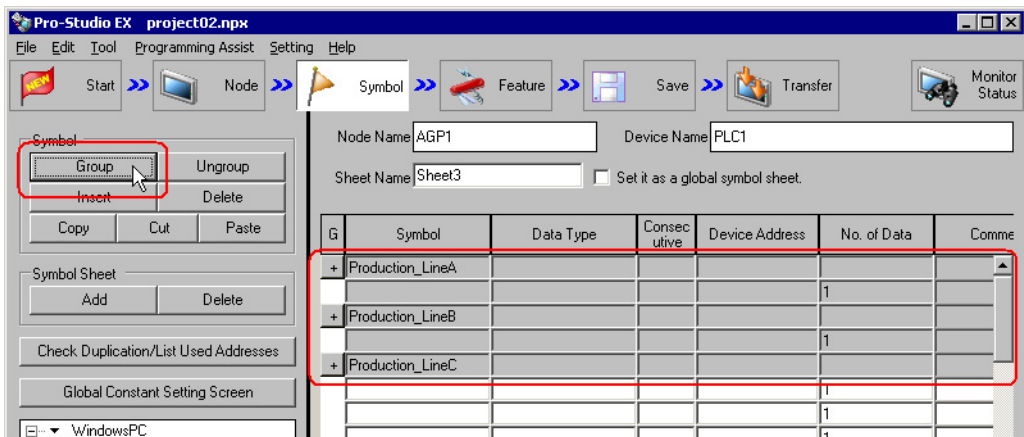 Pro-Studio EX project02.npx
File Edit Tool Programming Assist Setting Help
NEW Start Node Symbol Feature Save Transfer Monitor Status
Symbol
Group Ungroup
Insert Delete
Copy Cut Paste
Symbol Sheet
Add Delete
Check Duplication/List Used Addresses
Global Constant Setting Screen
WindowsPC
Node Name AGP1 Device Name PLC1
Sheet Name Sheet3 Set it as a global symbol sheet.
G Symbol Data Type Consecutive Device Address No. of Data Comme
+ Production_LineA
1
+ Production_LineB
1
+ Production_LineC
1
1
1